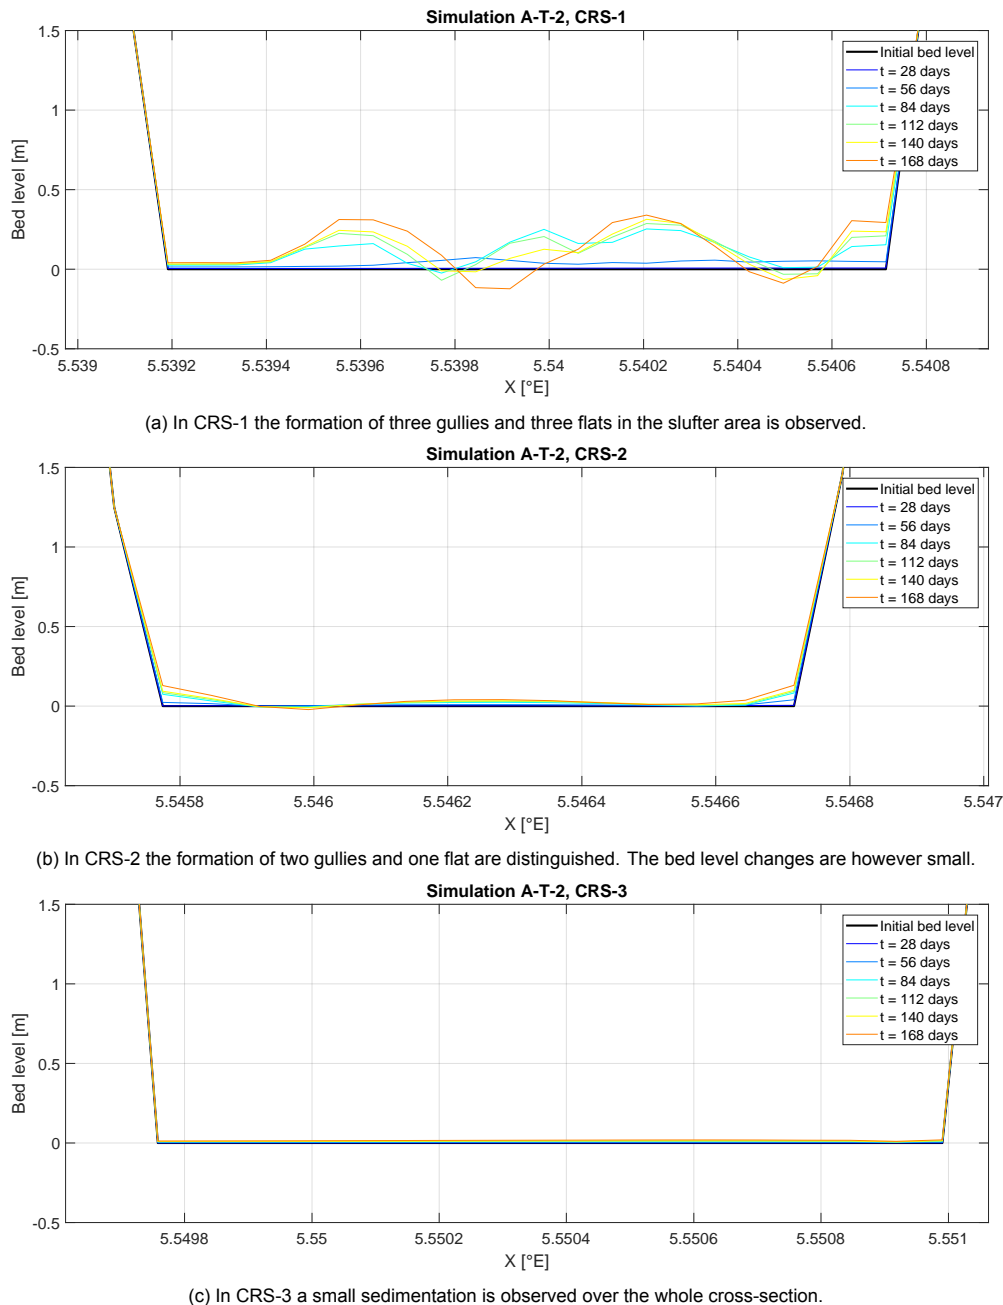 Simulation A-T-2, CRS-1
1.5
1
0.5
0
-0.5
Bed level [m]
Initial bed level
t = 28 days
t = 56 days
t = 84 days
t = 112 days
t = 140 days
t = 168 days
5.539 5.5392 5.5394 5.5396 5.5398 5.54 5.5402 5.5404 5.5406 5.5408
X [°E]
(a) In CRS-1 the formation of three gullies and three flats in the slufter area is observed.
Simulation A-T-2, CRS-2
1.5
1
0.5
0
-0.5
Bed level [m]
Initial bed level
t = 28 days
t = 56 days
t = 84 days
t = 112 days
t = 140 days
t = 168 days
5.5458 5.546 5.5462 5.5464 5.5466 5.5468 5.547
X [°E]
(b) In CRS-2 the formation of two gullies and one flat are distinguished. The bed level changes are however small.
Simulation A-T-2, CRS-3
1.5
1
0.5
0
-0.5
Bed level [m]
Initial bed level
t = 28 days
t = 56 days
t = 84 days
t = 112 days
t = 140 days
t = 168 days
5.5498 5.55 5.5502 5.5504 5.5506 5.5508 5.551
X [°E]
(c) In CRS-3 a small sedimentation is observed over the whole cross-section.